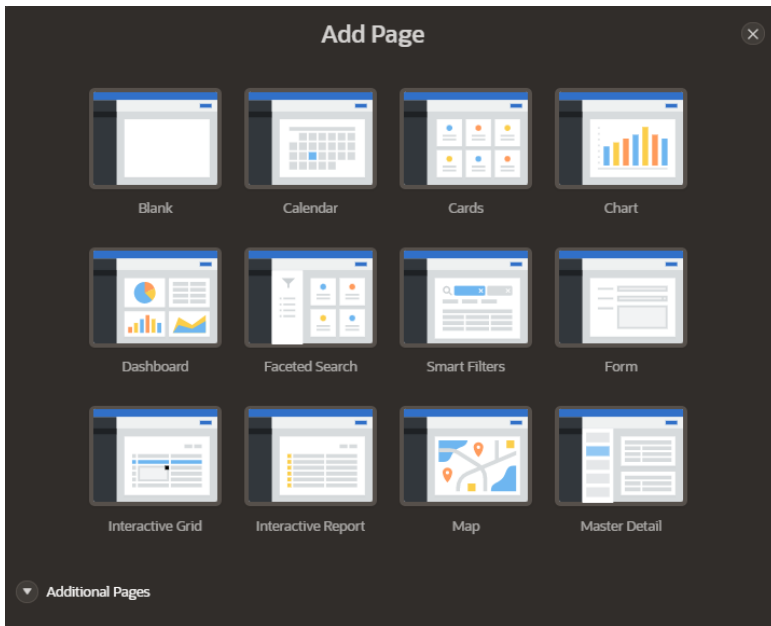 Add Page
Blank
Calendar
Cards
Chart
Dashboard
Faceted Search
Smart Filters
Form
Interactive Grid
Interactive Report
Map
Master Detail
Additional Pages